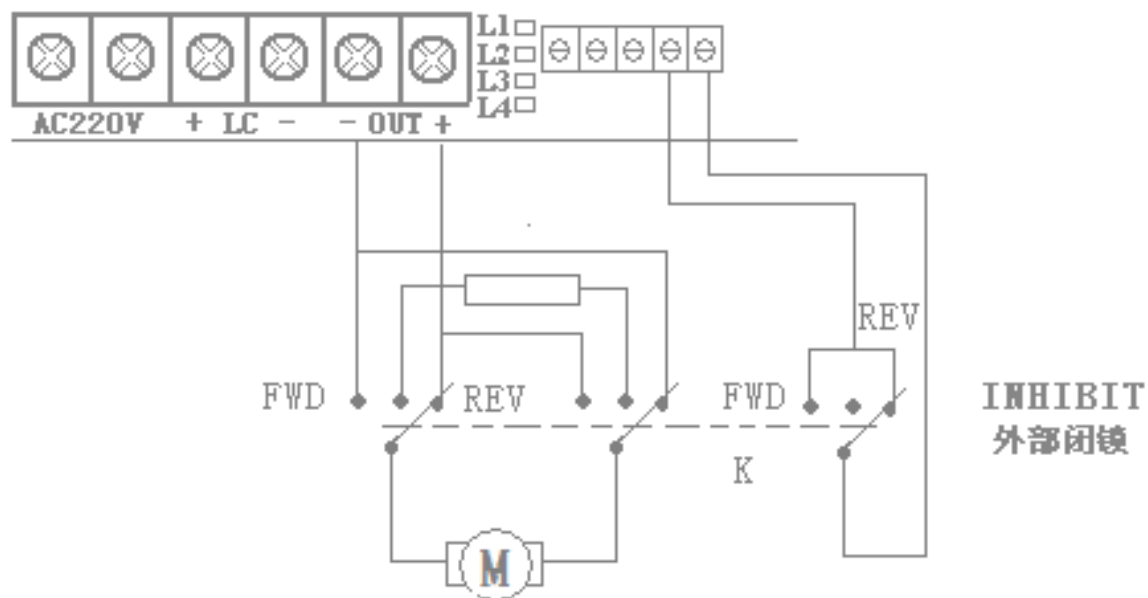 L1
L2
L3
L4
AC220V + LC - - OUT +
REV
FWD REV FWD INHIBIT
外部闭锁
K
M